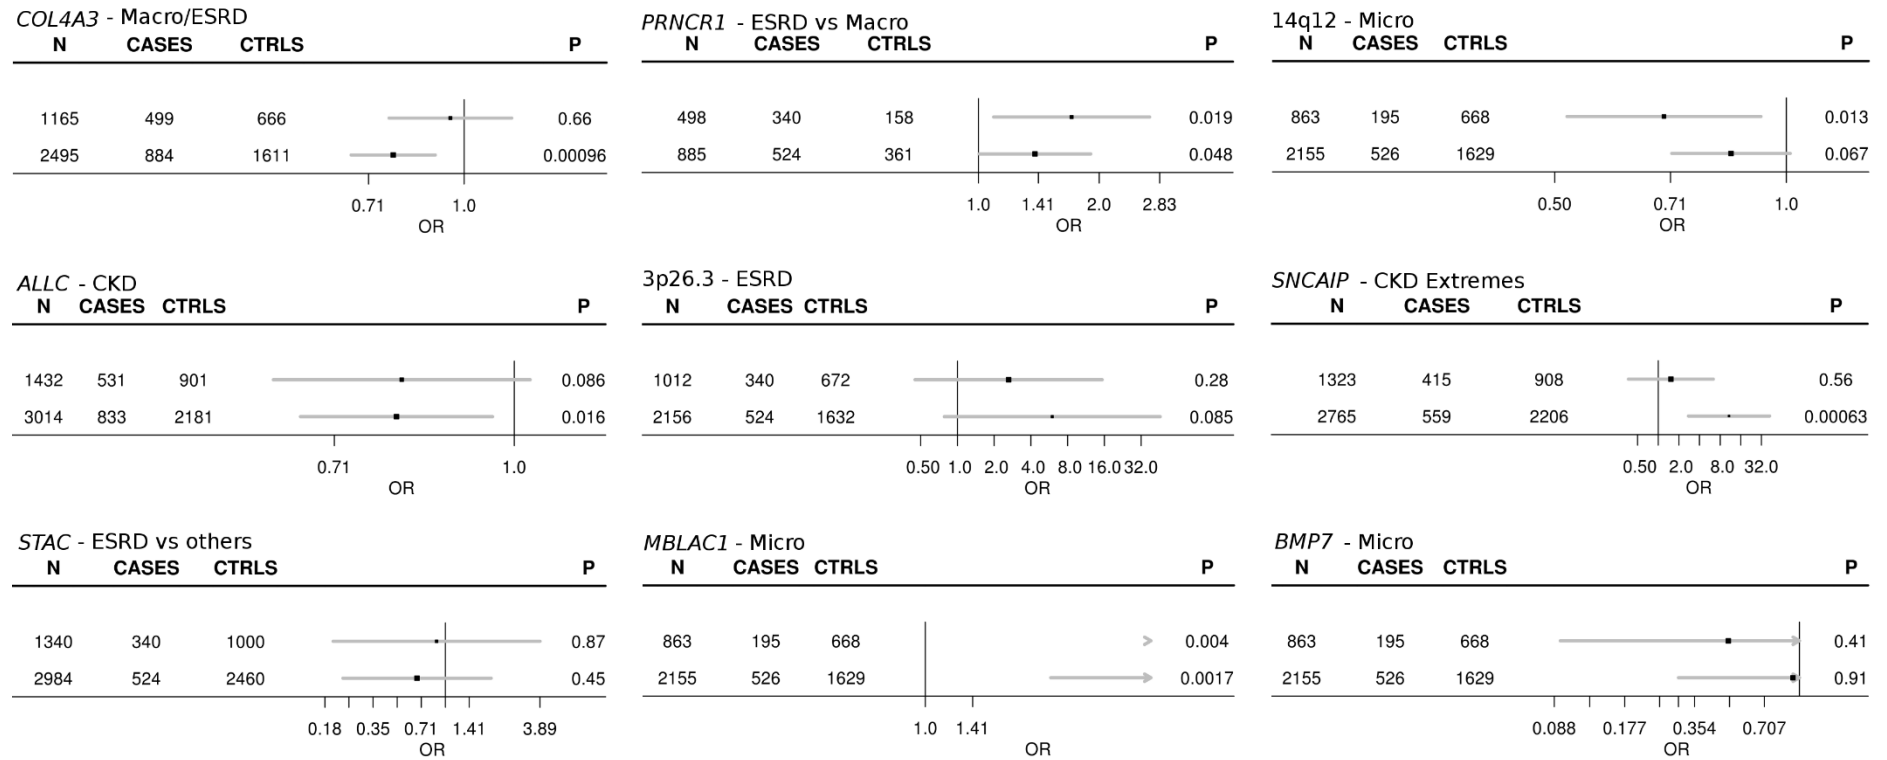 COL4A3 - Macro/ESRD
N CASES CTRLS P
1165 499 666 0.66
2495 884 1611 0.00096
0.71 1.0
OR
PRNCR1 - ESRD vs Macro
N CASES CTRLS P
498 340 158 0.019
885 524 361 0.048
1.0 1.41 2.0 2.83
OR
14q12 - Micro
N CASES CTRLS P
863 195 668 0.013
2155 526 1629 0.067
0.50 0.71 1.0
OR
ALLC - CKD
N CASES CTRLS P
1432 531 901 0.086
3014 833 2181 0.016
0.71 1.0
OR
3p26.3 - ESRD
N CASES CTRLS P
1012 340 672 0.28
2156 524 1632 0.085
0.50 1.0 2.0 4.0 8.0 16.0 32.0
OR
SNCAIP - CKD Extremes
N CASES CTRLS P
1323 415 908 0.56
2765 559 2206 0.00063
0.50 2.0 8.0 32.0
OR
STAC - ESRD vs others
N CASES CTRLS P
1340 340 1000 0.87
2984 524 2460 0.45
0.18 0.35 0.71 1.41 3.89
OR
MBLAC1 - Micro
N CASES CTRLS P
863 195 668 0.004
2155 526 1629 0.0017
1.0 1.41
OR
BMP7 - Micro
N CASES CTRLS P
863 195 668 0.41
2155 526 1629 0.91
0.088 0.177 0.354 0.707
OR